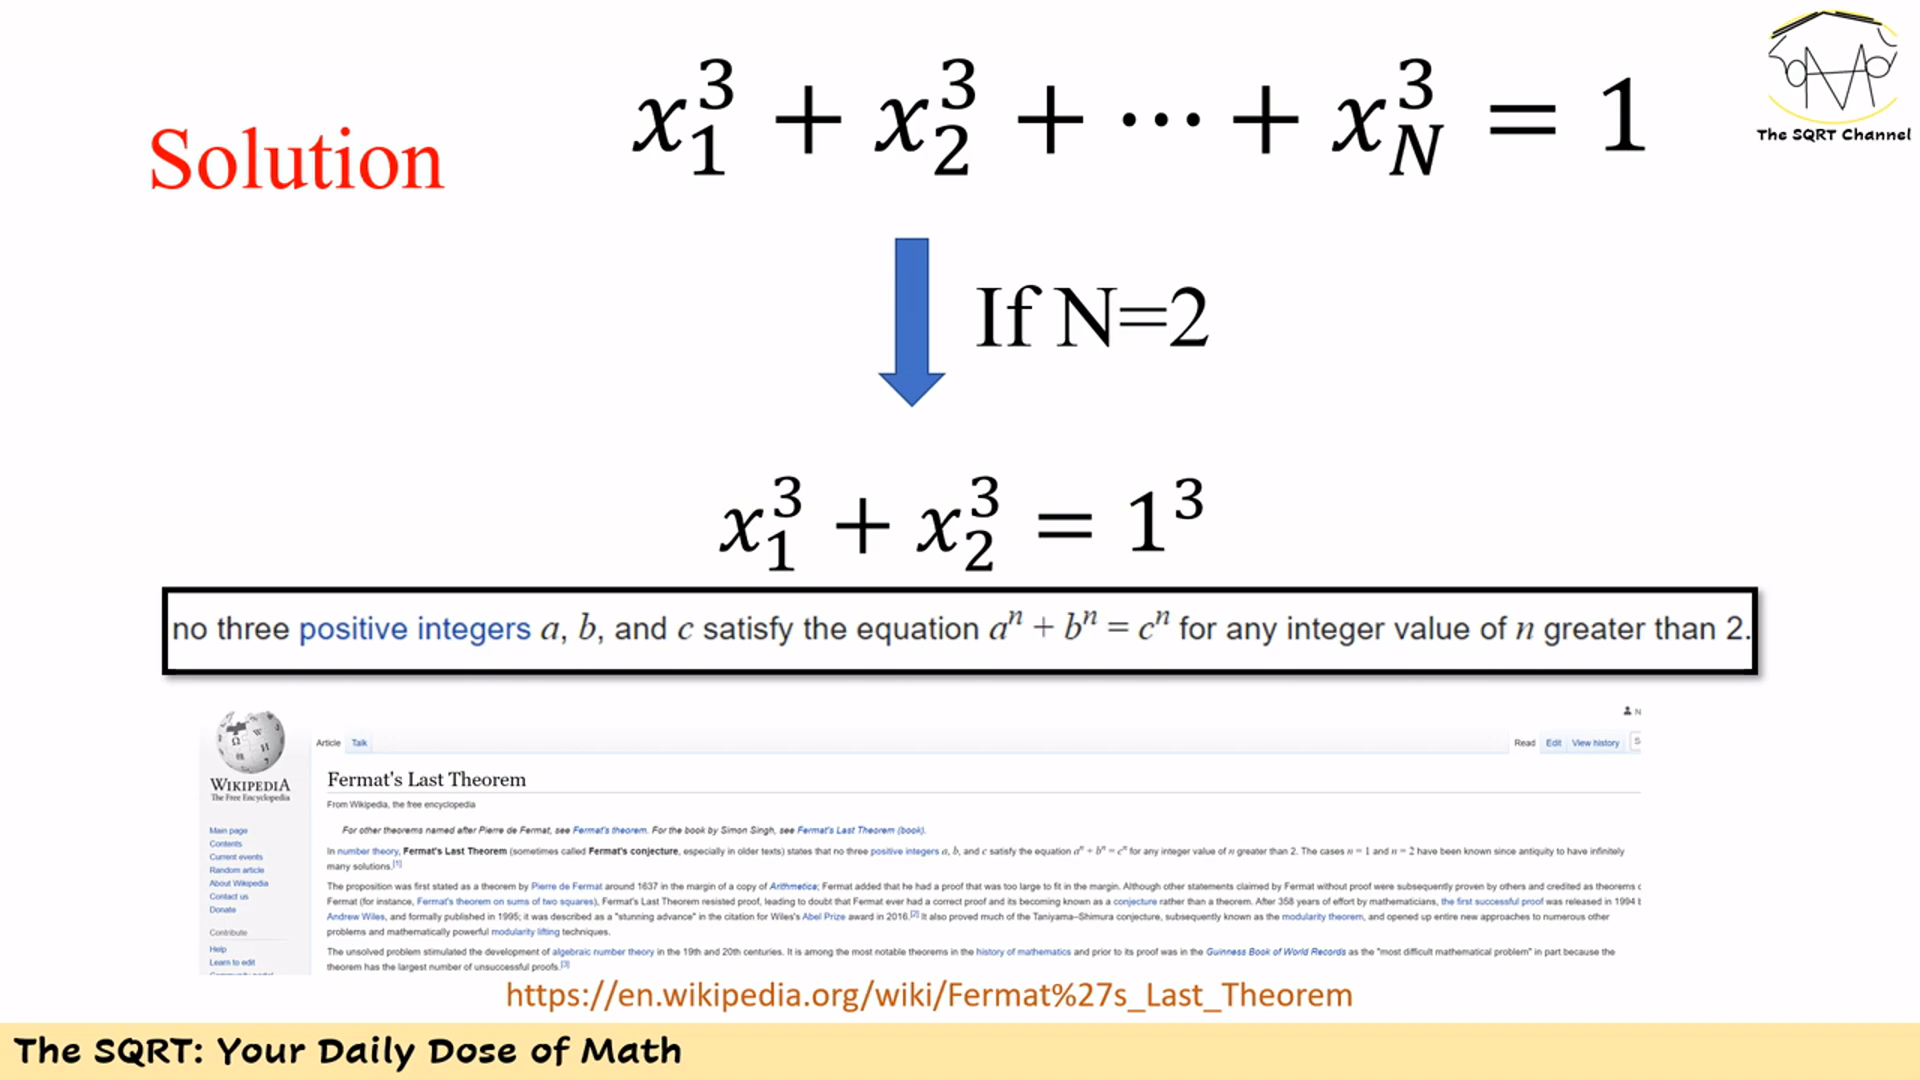 Solution
x_1^3 + x_2^3 + ⋯ + x_N^3 = 1
The SQRT Channel
If N=2
x_1^3 + x_2^3 = 1^3
no three positive integers a, b, and c satisfy the equation a^n + b^n = c^n for any integer value of n greater than 2.
WIKIPEDIA
The Free Encyclopedia
Main page
Contents
Current events
Random article
About Wikipedia
Contact us
Donate
Contribute
Help
Learn to edit
N
Article Talk
Read Edit View history
Fermat's Last Theorem
From Wikipedia, the free encyclopedia
For other theorems named after Pierre de Fermat, see Fermat's theorem. For the book by Simon Singh, see Fermat's Last Theorem (book).
In number theory, Fermat's Last Theorem (sometimes called Fermat's conjecture, especially in older texts) states that no three positive integers a, b, and c satisfy the equation a^n + b^n = c^n for any integer value of n greater than 2. The cases n = 1 and n = 2 have been known since antiquity to have infinitely
many solutions.[1]
The proposition was first stated as a theorem by Pierre de Fermat around 1637 in the margin of a copy of Arithmetica; Fermat added that he had a proof that was too large to fit in the margin. Although other statements claimed by Fermat without proof were subsequently proven by others and credited as theorems
Fermat (for instance, Fermat's theorem on sums of two squares), Fermat's Last Theorem resisted proof, leading to doubt that Fermat ever had a correct proof and its becoming known as a conjecture rather than a theorem. After 358 years of effort by mathematicians, the first successful proof was released in 1994
Andrew Wiles, and formally published in 1995; it was described as a "stunning advance" in the citation for Wiles's Abel Prize award in 2016.[2] It also proved much of the Taniyama–Shimura conjecture, subsequently known as the modularity theorem, and opened up entire new approaches to numerous other
problems and mathematically powerful modularity lifting techniques.
The unsolved problem stimulated the development of algebraic number theory in the 19th and 20th centuries. It is among the most notable theorems in the history of mathematics and prior to its proof was in the Guinness Book of World Records as the "most difficult mathematical problem" in part because the
theorem has the largest number of unsuccessful proofs.[3]
https://en.wikipedia.org/wiki/Fermat%27s_Last_Theorem
The SQRT: Your Daily Dose of Math